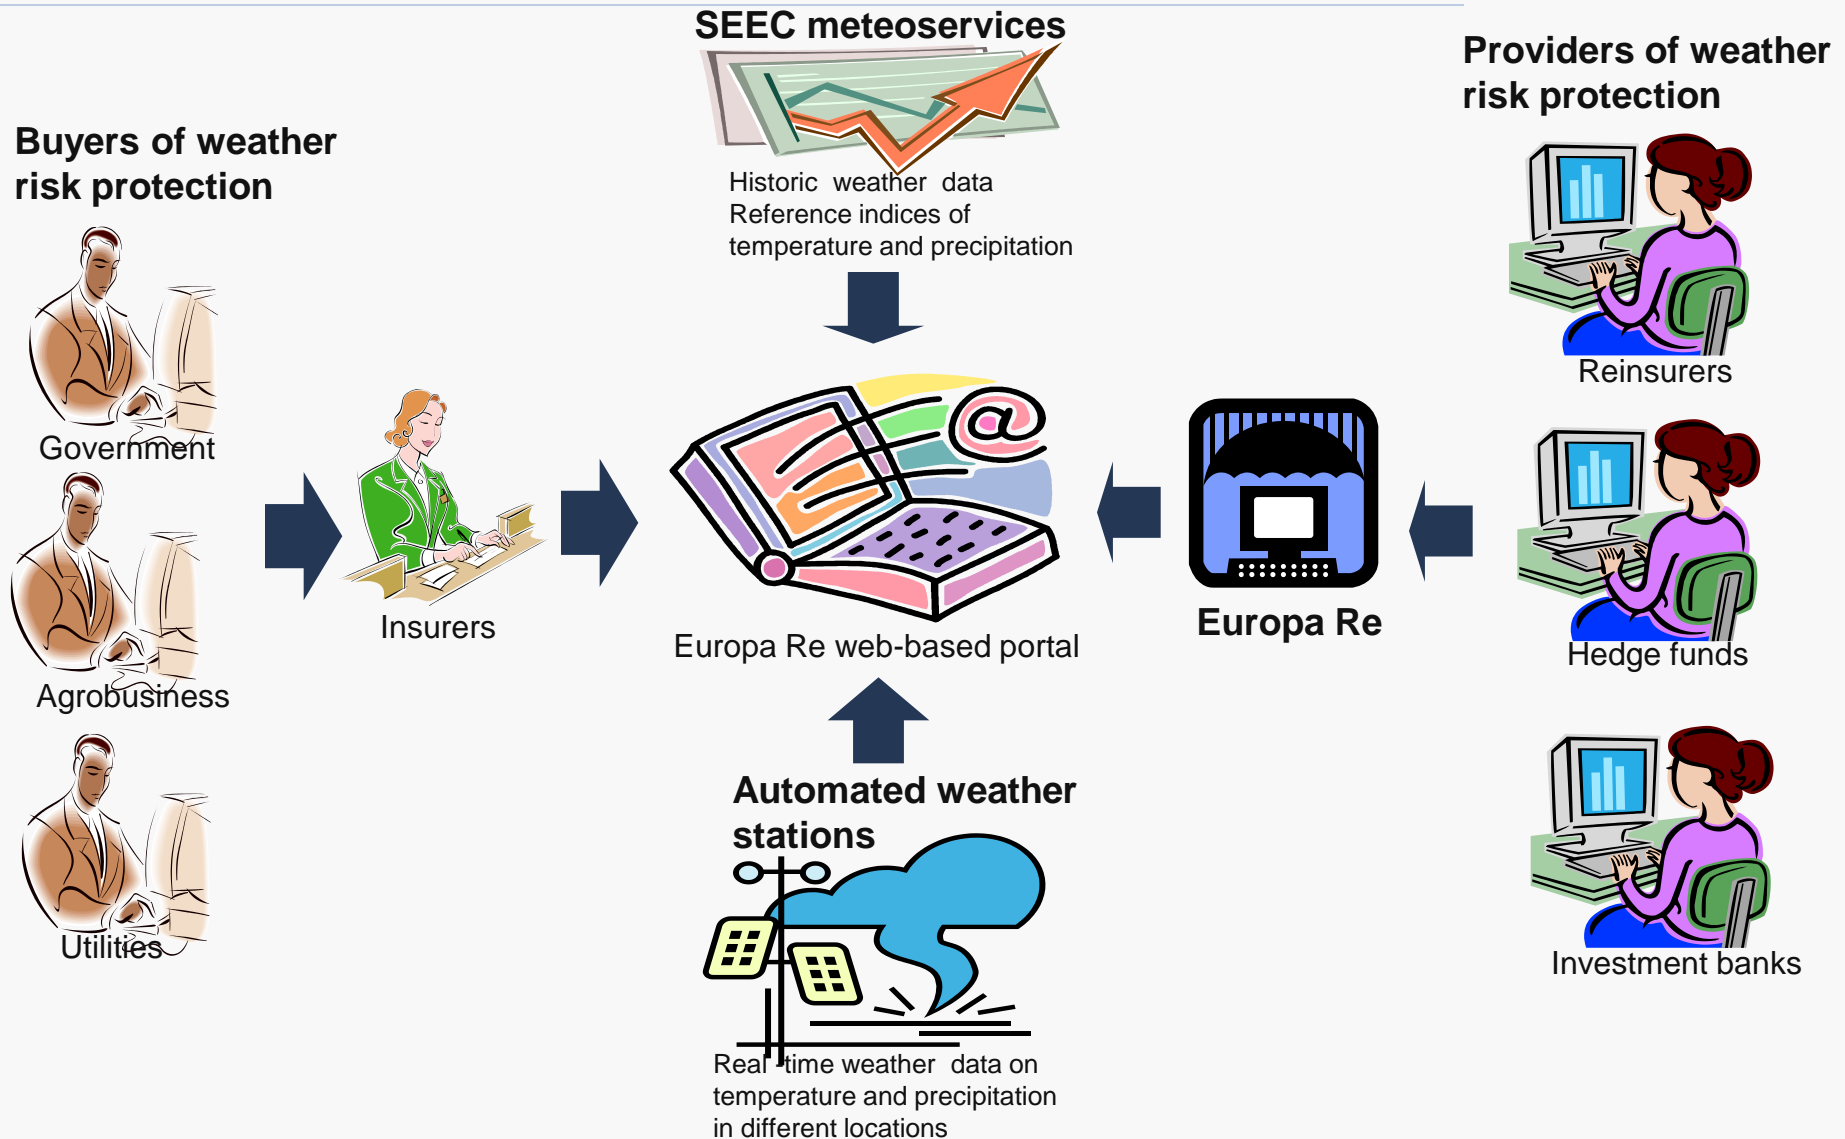 SEEC meteoservices
Historic weather data
Reference indices of
temperature and precipitation
Buyers of weather
risk protection
Government
Agrobusiness
Utilities
Insurers
Europa Re web-based portal
Europa Re
Providers of weather
risk protection
Reinsurers
Hedge funds
Investment banks
Automated weather
stations
Real -time weather data on
temperature and precipitation
in different locations